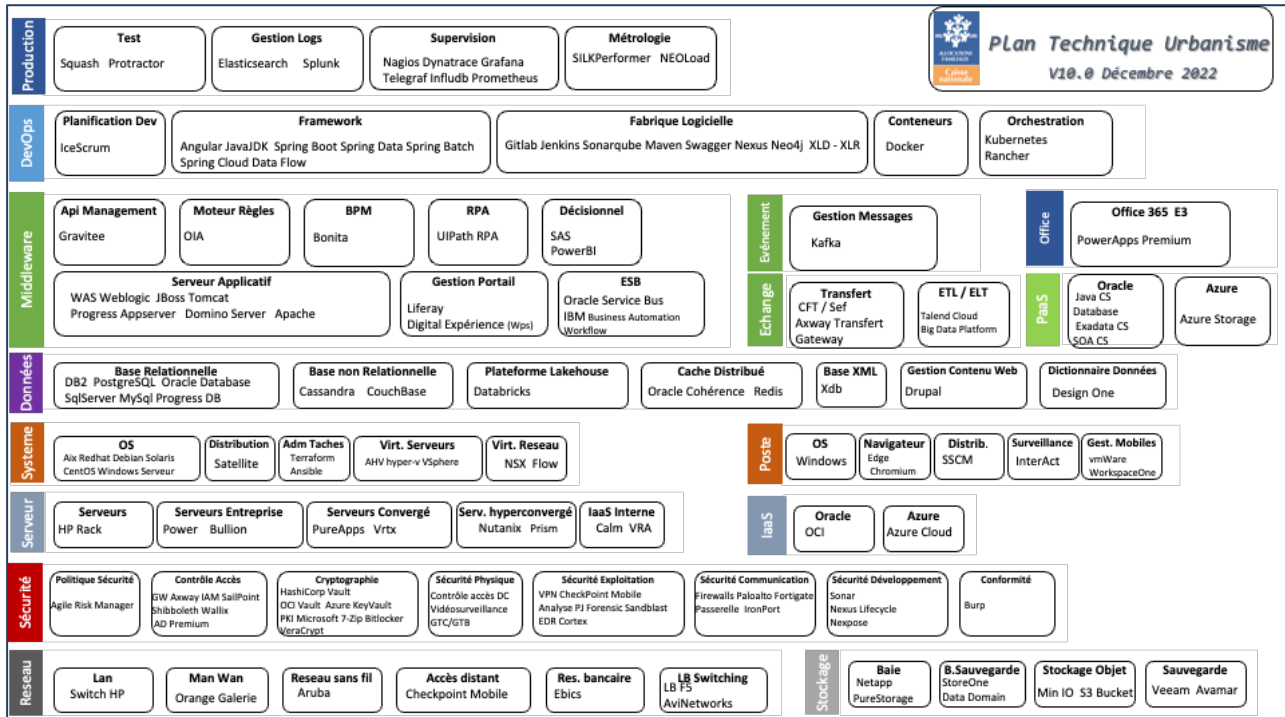 Plan Technique Urbanisme
V10.0 Décembre 2022
ALLOCATIONS
FAMILIALES
Caisse
nationale
Production
Test
Squash Protractor
Gestion Logs
Elasticsearch Splunk
Supervision
Nagios Dynatrace Grafana
Telegraf Infludb Prometheus
Métrologie
SILKPerformer NEOLoad
DevOps
Planification Dev
IceScrum
Framework
Angular JavaJDK Spring Boot Spring Data Spring Batch
Spring Cloud Data Flow
Fabrique Logicielle
Gitlab Jenkins Sonarqube Maven Swagger Nexus Neo4j XLD - XLR
Conteneurs
Docker
Orchestration
Kubernetes
Rancher
Middleware
Api Management
Gravitee
Moteur Règles
OIA
BPM
Bonita
RPA
UIPath RPA
Décisionnel
SAS
PowerBI
Serveur Applicatif
WAS Weblogic JBoss Tomcat
Progress Appserver Domino Server Apache
Gestion Portail
Liferay
Digital Expérience (Wps)
ESB
Oracle Service Bus
IBM Business Automation
Workflow
Evénement
Gestion Messages
Kafka
Office
Office 365 E3
PowerApps Premium
Echange
Transfert
CFT / Sef
Axway Transfert
Gateway
ETL / ELT
Talend Cloud
Big Data Platform
PaaS
Oracle
Java CS
Database
Exadata CS
SOA CS
Azure
Azure Storage
Données
Base Relationnelle
DB2 PostgreSQL Oracle Database
SqlServer MySql Progress DB
Base non Relationnelle
Cassandra CouchBase
Plateforme Lakehouse
Databricks
Cache Distribué
Oracle Cohérence Redis
Base XML
Xdb
Gestion Contenu Web
Drupal
Dictionnaire Données
Design One
Systeme
OS
Aix Redhat Debian Solaris
CentOS Windows Serveur
Distribution
Satellite
Adm Taches
Terraform
Ansible
Virt. Serveurs
AHV hyper-v VSphere
Virt. Reseau
NSX Flow
Poste
OS
Windows
Navigateur
Edge
Chromium
Distrib.
SSCM
Surveillance
InterAct
Gest. Mobiles
vmWare
WorkspaceOne
Serveur
Serveurs
HP Rack
Serveurs Entreprise
Power Bullion
Serveurs Convergé
PureApps Vrtx
Serv. hyperconvergé
Nutanix Prism
IaaS Interne
Calm VRA
IaaS
Oracle
OCI
Azure
Azure Cloud
Sécurité
Politique Sécurité
Agile Risk Manager
Contrôle Accès
GW Axway IAM SailPoint
Shibboleth Wallix
AD Premium
Cryptographie
HashiCorp Vault
OCI Vault Azure KeyVault
PKI Microsoft 7-Zip Bitlocker
VeraCrypt
Sécurité Physique
Contrôle accès DC
Vidéosurveillance
GTC/GTB
Sécurité Exploitation
VPN CheckPoint Mobile
Analyse PJ Forensic Sandblast
EDR Cortex
Sécurité Communication
Firewalls Paloalto Fortigate
Passerelle IronPort
Sécurité Développement
Sonar
Nexus Lifecycle
Nexpose
Conformité
Burp
Reseau
Lan
Switch HP
Man Wan
Orange Galerie
Reseau sans fil
Aruba
Accès distant
Checkpoint Mobile
Res. bancaire
Ebics
LB Switching
LB F5
AviNetworks
Stockage
Baie
Netapp
PureStorage
B.Sauvegarde
StoreOne
Data Domain
Stockage Objet
Min IO S3 Bucket
Sauvegarde
Veeam Avamar